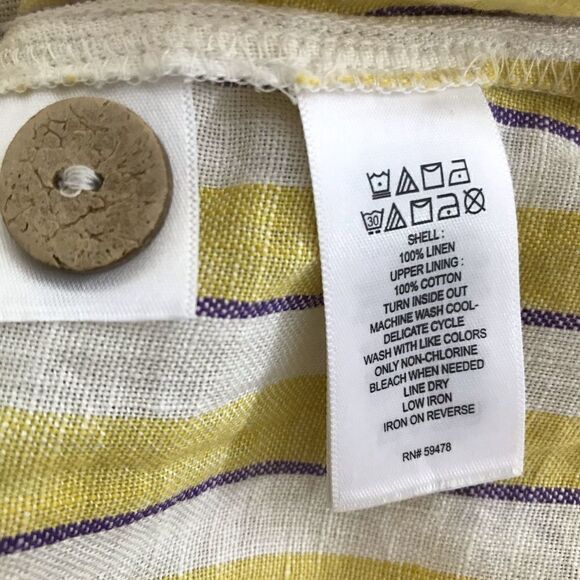 30
SHELL :
100% LINEN
UPPER LINING :
100% COTTON
TURN INSIDE OUT
MACHINE WASH COOL-
DELICATE CYCLE
WASH WITH LIKE COLORS
ONLY NON-CHLORINE
BLEACH WHEN NEEDED
LINE DRY
LOW IRON
IRON ON REVERSE
RN# 59478